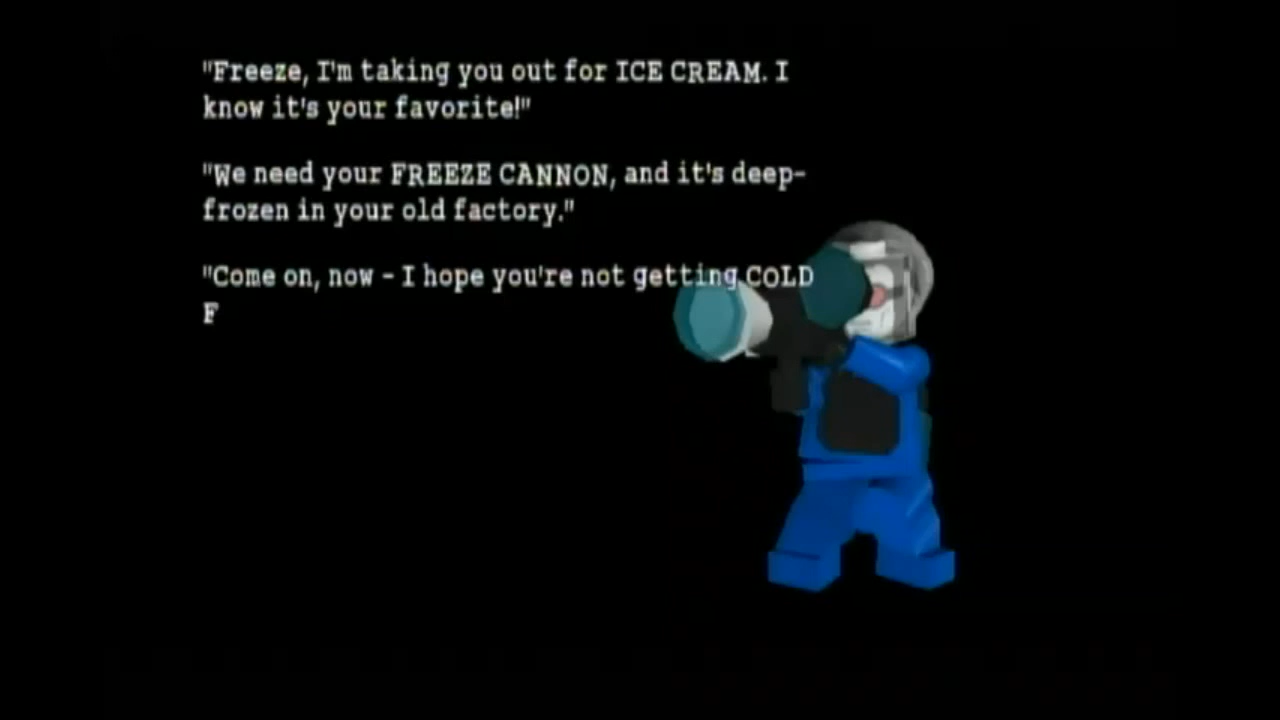 "Freeze, I'm taking you out for ICE CREAM. I
know it's your favorite!"
"We need your FREEZE CANNON, and it's deep-
frozen in your old factory."
"Come on, now - I hope you're not getting COLD
F